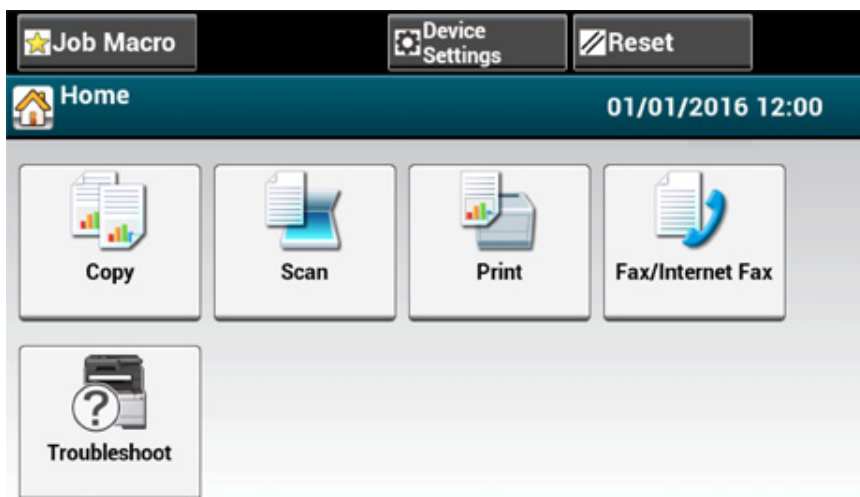 Job Macro
Device
Settings
Reset
Home
01/01/2016 12:00
Copy
Scan
Print
Fax/Internet Fax
Troubleshoot